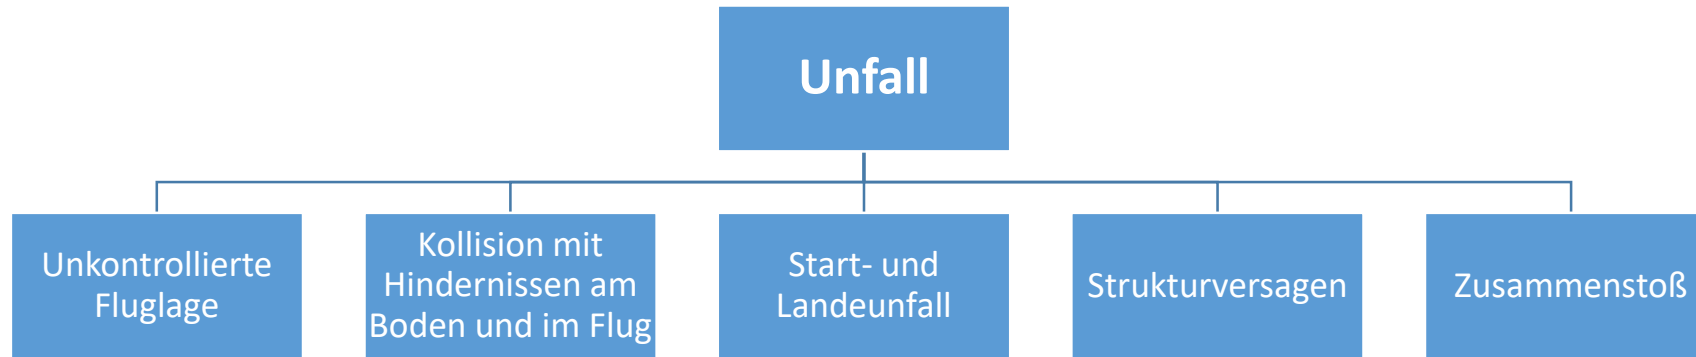 Unfall
Unkontrollierte
Fluglage
Kollision mit
Hindernissen am
Boden und im Flug
Start- und
Landeunfall
Strukturversagen
Zusammenstoß